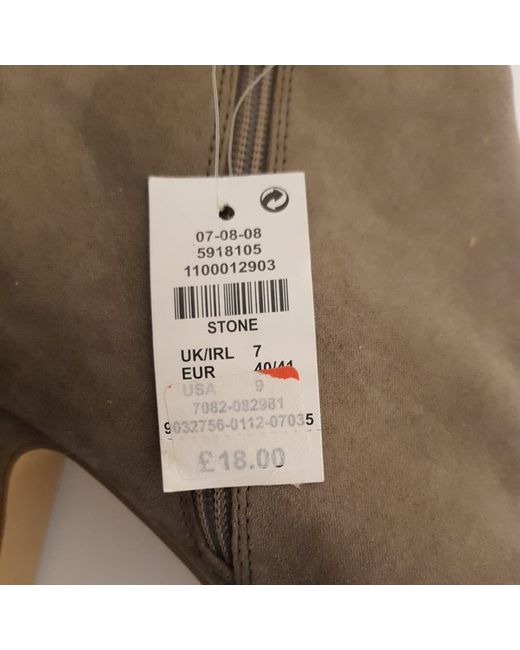 07-08-08
5918105
1100012903
STONE
UK/IRL 7
EUR 40/41
USA 9
7082-082981
9032756-0112-07035
£18.00